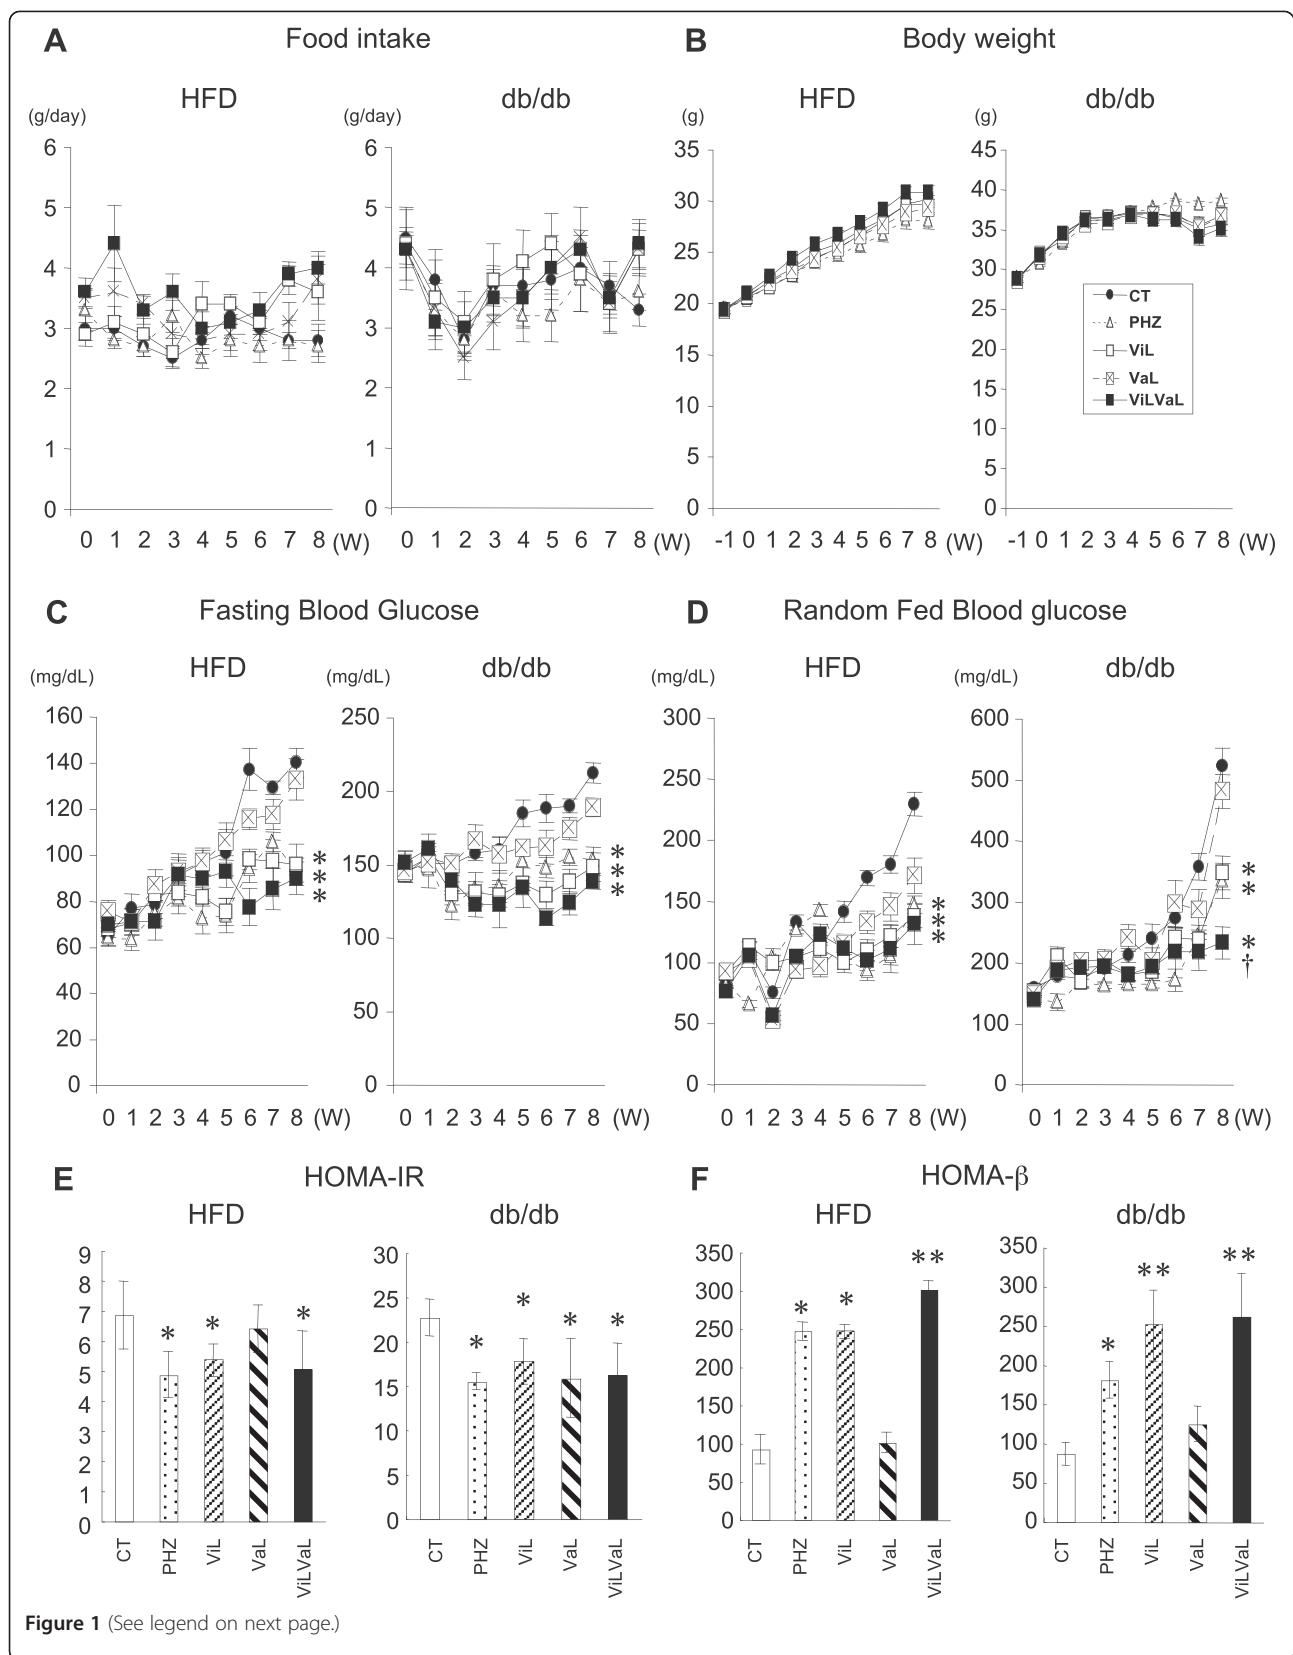 A Food intake
HFD
(g/day)
6
5
4
3
2
1
0
0 1 2 3 4 5 6 7 8 (W)
db/db
(g/day)
6
5
4
3
2
1
0
0 1 2 3 4 5 6 7 8 (W)
B Body weight
HFD
(g)
35
30
25
20
15
10
5
0
-1 0 1 2 3 4 5 6 7 8 (W)
db/db
(g)
45
40
35
30
25
20
15
10
5
0
-1 0 1 2 3 4 5 6 7 8 (W)
CT
PHZ
ViL
VaL
ViLVaL
C Fasting Blood Glucose
HFD
(mg/dL)
160
140
120
100
80
60
40
20
0
*
*
*
0 1 2 3 4 5 6 7 8 (W)
db/db
(mg/dL)
250
200
150
100
50
0
*
*
*
0 1 2 3 4 5 6 7 8 (W)
D Random Fed Blood glucose
HFD
(mg/dL)
300
250
200
150
100
50
0
*
*
*
0 1 2 3 4 5 6 7 8 (W)
db/db
(mg/dL)
600
500
400
300
200
100
0
*
*
*
†
0 1 2 3 4 5 6 7 8 (W)
E HOMA-IR
HFD
9
8
7
6
5
4
3
2
1
0
* * *
CT PHZ ViL VaL ViLVaL
db/db
30
25
20
15
10
5
0
* * * *
CT PHZ ViL VaL ViLVaL
F HOMA-β
HFD
350
300
250
200
150
100
50
0
* * **
CT PHZ ViL VaL ViLVaL
db/db
350
300
250
200
150
100
50
0
* ** **
CT PHZ ViL VaL ViLVaL
Figure 1 (See legend on next page.)